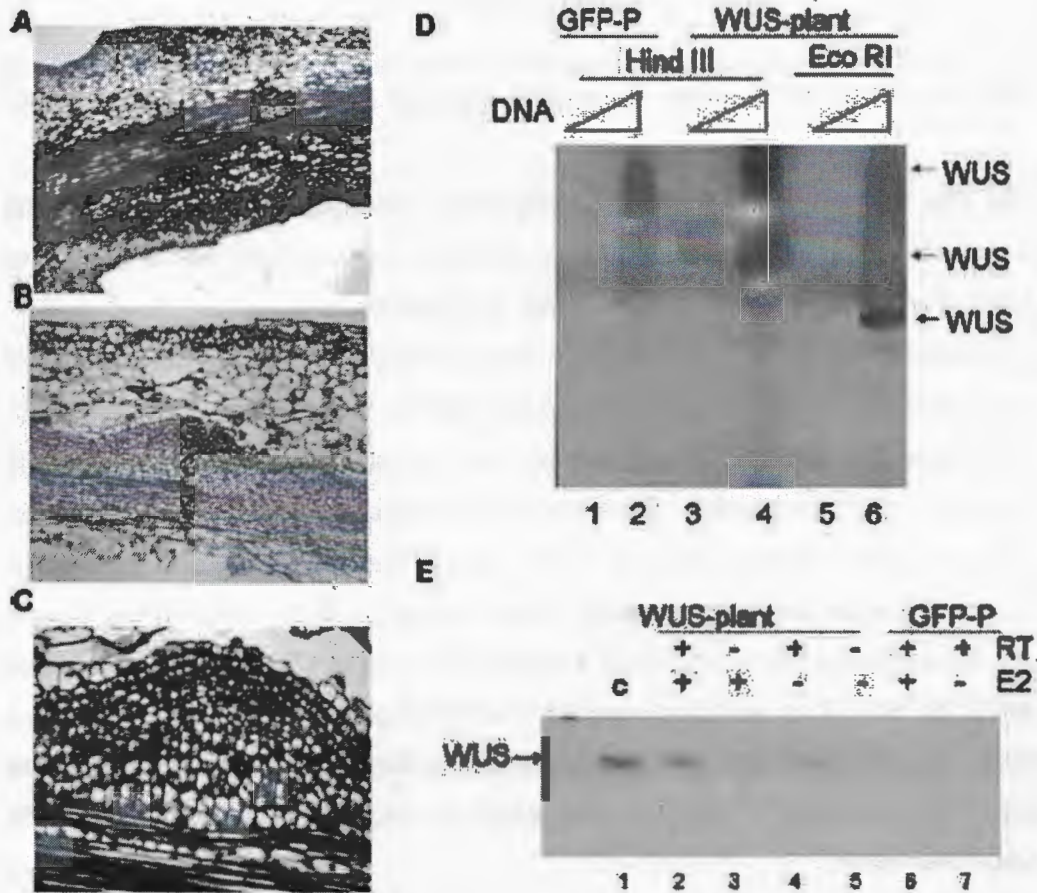 A
B
C
D
GFP-P WUS-plant
Hind III Eco RI
DNA
WUS
WUS
WUS
1 2 3 4 5 6
E
WUS-plant GFP-P
+ - + - + + RT
c + + - - + - E2
WUS
1 2 3 4 5 6 7